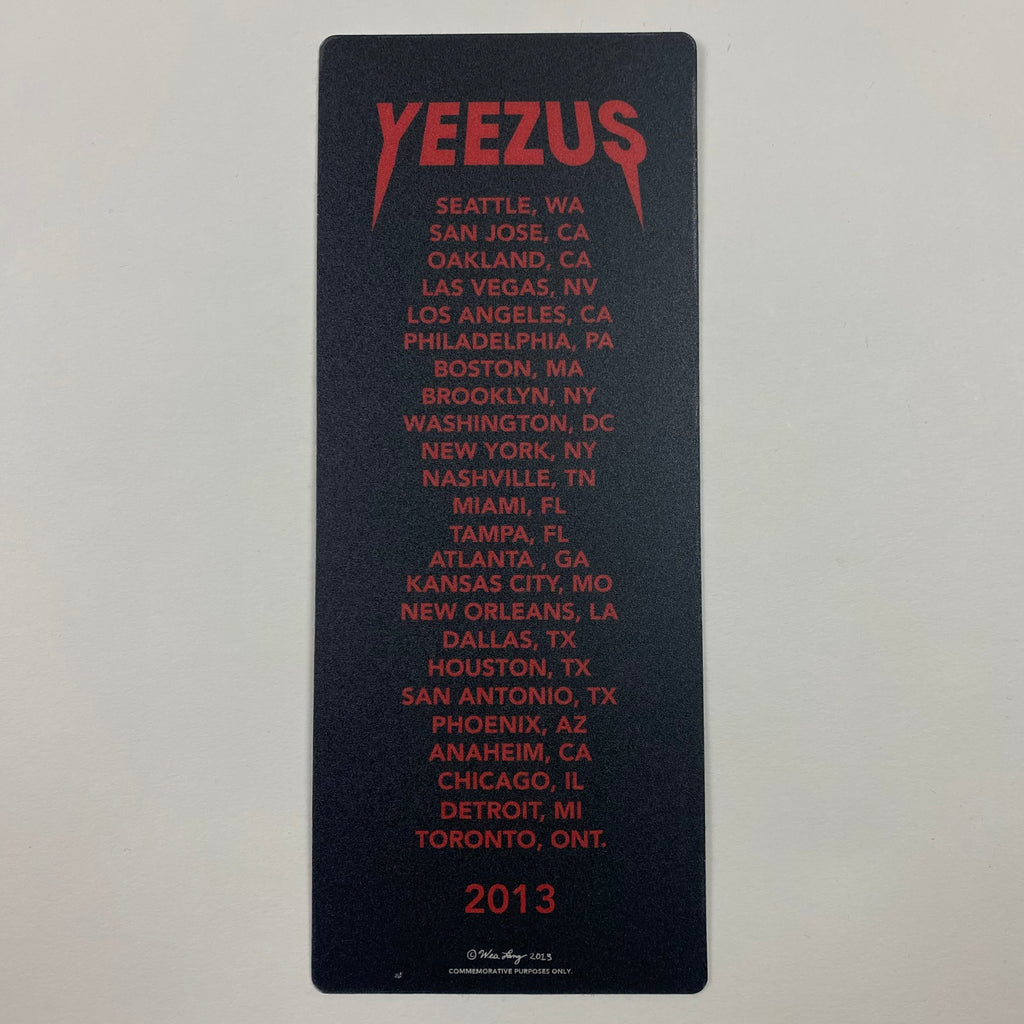 YEEZUS
SEATTLE, WA
SAN JOSE, CA
OAKLAND, CA
LAS VEGAS, NV
LOS ANGELES, CA
PHILADELPHIA, PA
BOSTON, MA
BROOKLYN, NY
WASHINGTON, DC
NEW YORK, NY
NASHVILLE, TN
MIAMI, FL
TAMPA, FL
ATLANTA , GA
KANSAS CITY, MO
NEW ORLEANS, LA
DALLAS, TX
HOUSTON, TX
SAN ANTONIO, TX
PHOENIX, AZ
ANAHEIM, CA
CHICAGO, IL
DETROIT, MI
TORONTO, ONT.
2013
© Wes Lang 2013
COMMEMORATIVE PURPOSES ONLY.